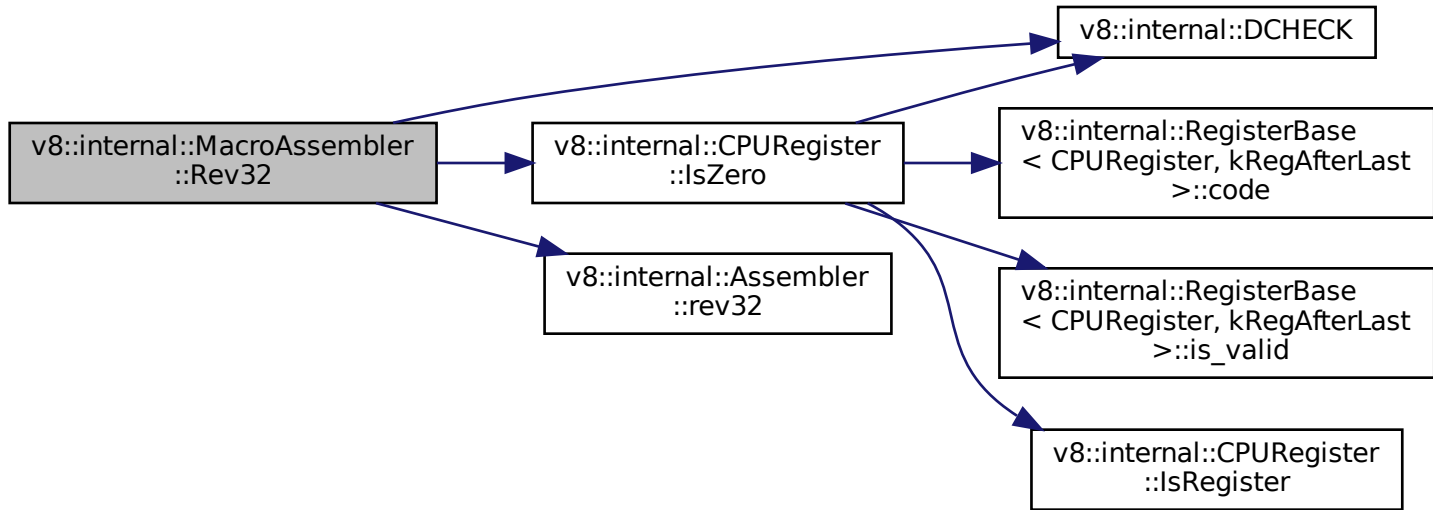 v8::internal::MacroAssembler
::Rev32
v8::internal::CPURegister
::IsZero
v8::internal::Assembler
::rev32
v8::internal::DCHECK
v8::internal::RegisterBase
< CPURegister, kRegAfterLast
>::code
v8::internal::RegisterBase
< CPURegister, kRegAfterLast
>::is_valid
v8::internal::CPURegister
::IsRegister